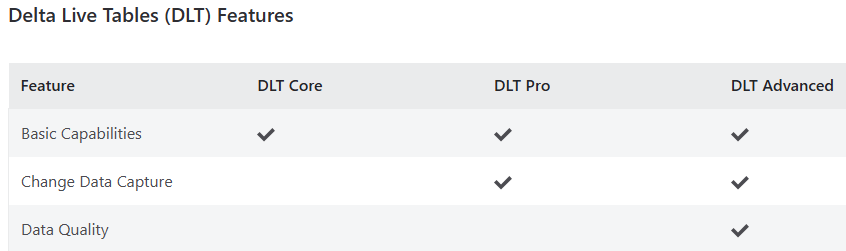 Delta Live Tables (DLT) Features
Feature DLT Core DLT Pro DLT Advanced
Basic Capabilities ✔ ✔ ✔
Change Data Capture ✔ ✔
Data Quality ✔